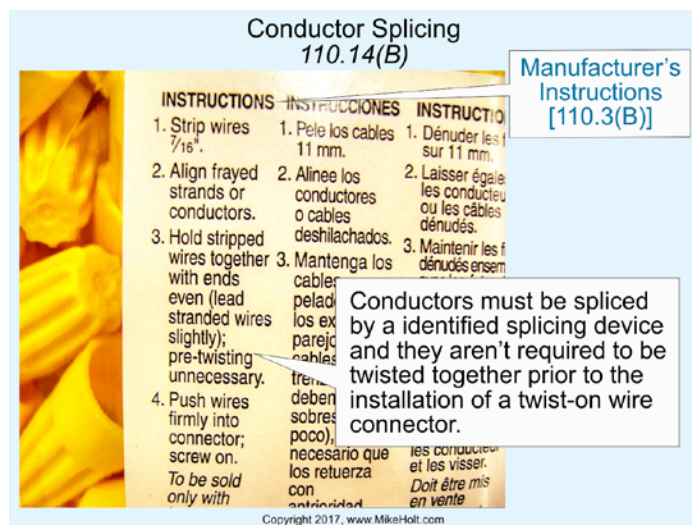 Conductor Splicing
110.14(B)
Manufacturer's
Instructions
[110.3(B)]
INSTRUCTIONS
1. Strip wires
7/16".
2. Align frayed
strands or
conductors.
3. Hold stripped
wires together
with ends
even (lead
stranded wires
slightly);
pre-twisting
unnecessary.
4. Push wires
firmly into
connector;
screw on.
To be sold
only with
INSTRUCCIONES
1. Pele los cables
11 mm.
2. Alinee los
conductores
o cables
deshilachados.
3. Mantenga los
cables
pelad
los ex
parejo
cables
tren
deben
sobres
poco),
necesario que
los retuerza
con
antrioridad
INSTRUCTIO
1. Dénuder les f
sur 11 mm.
2. Laisser égale
les conducteu
ou les câbles
dénudés.
3. Maintenir les f
dénudés ensem
les conducteur
et les visser.
Doit être mis
en vente
Conductors must be spliced
by a identified splicing device
and they aren't required to be
twisted together prior to the
installation of a twist-on wire
connector.
Copyright 2017, www.MikeHolt.com